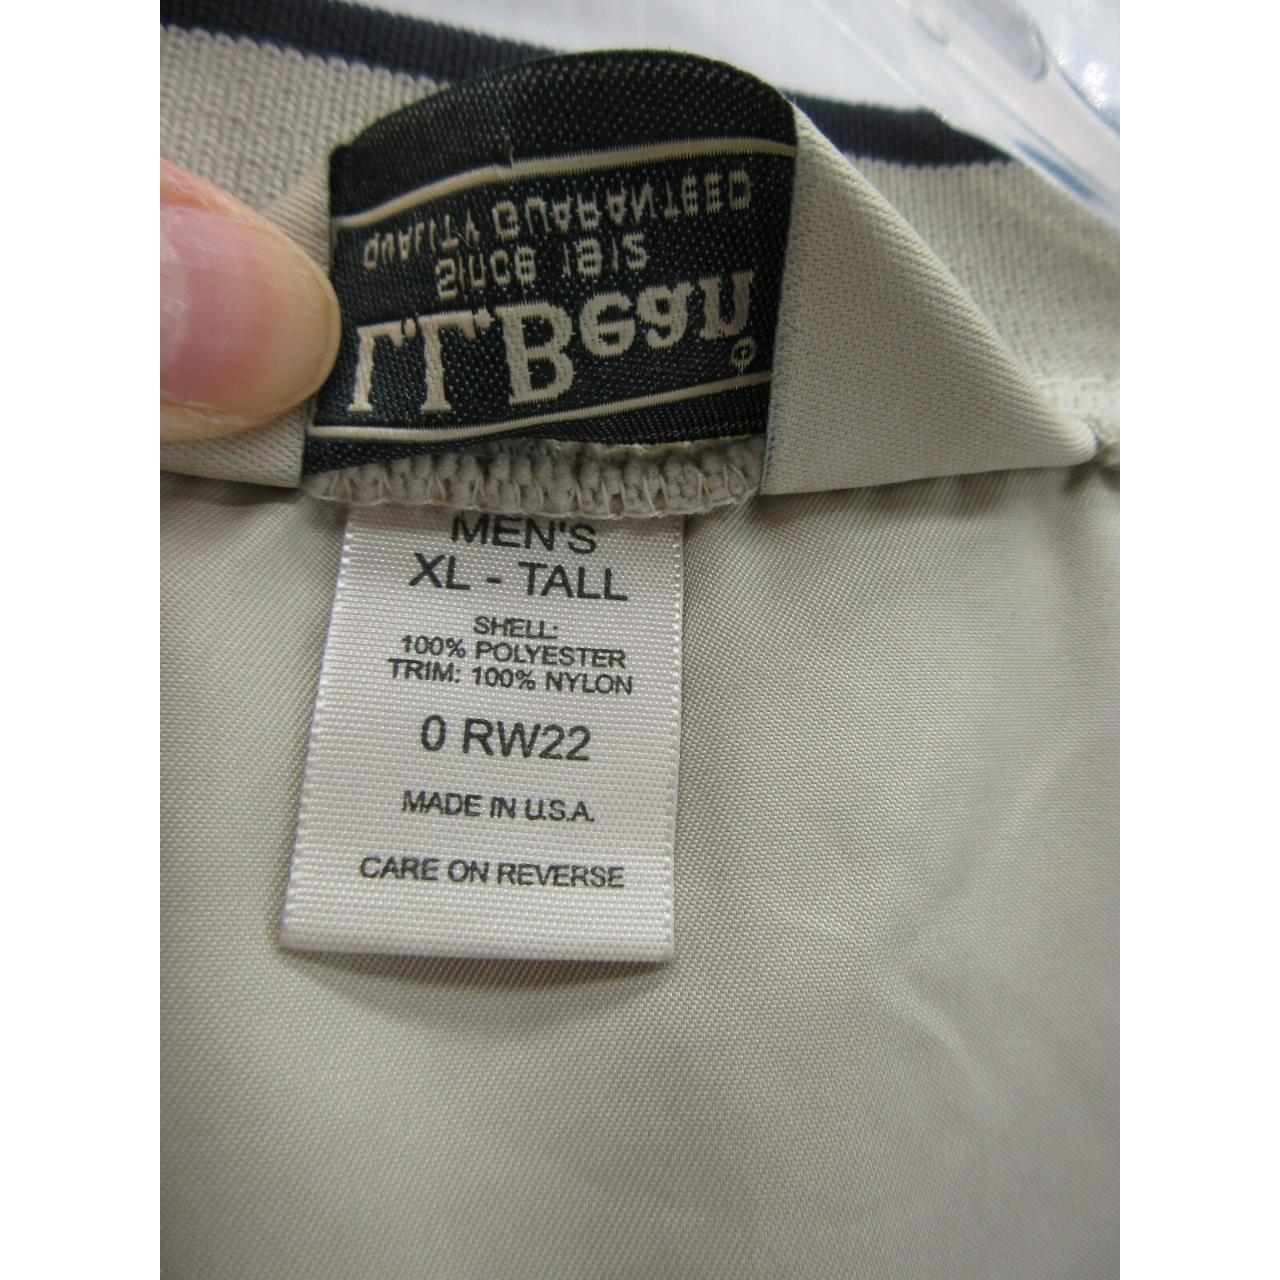 QUALITY GUARANTEED
Since 1912
L.L.Bean
®
MEN'S
XL - TALL
SHELL:
100% POLYESTER
TRIM: 100% NYLON
0 RW22
MADE IN U.S.A.
CARE ON REVERSE